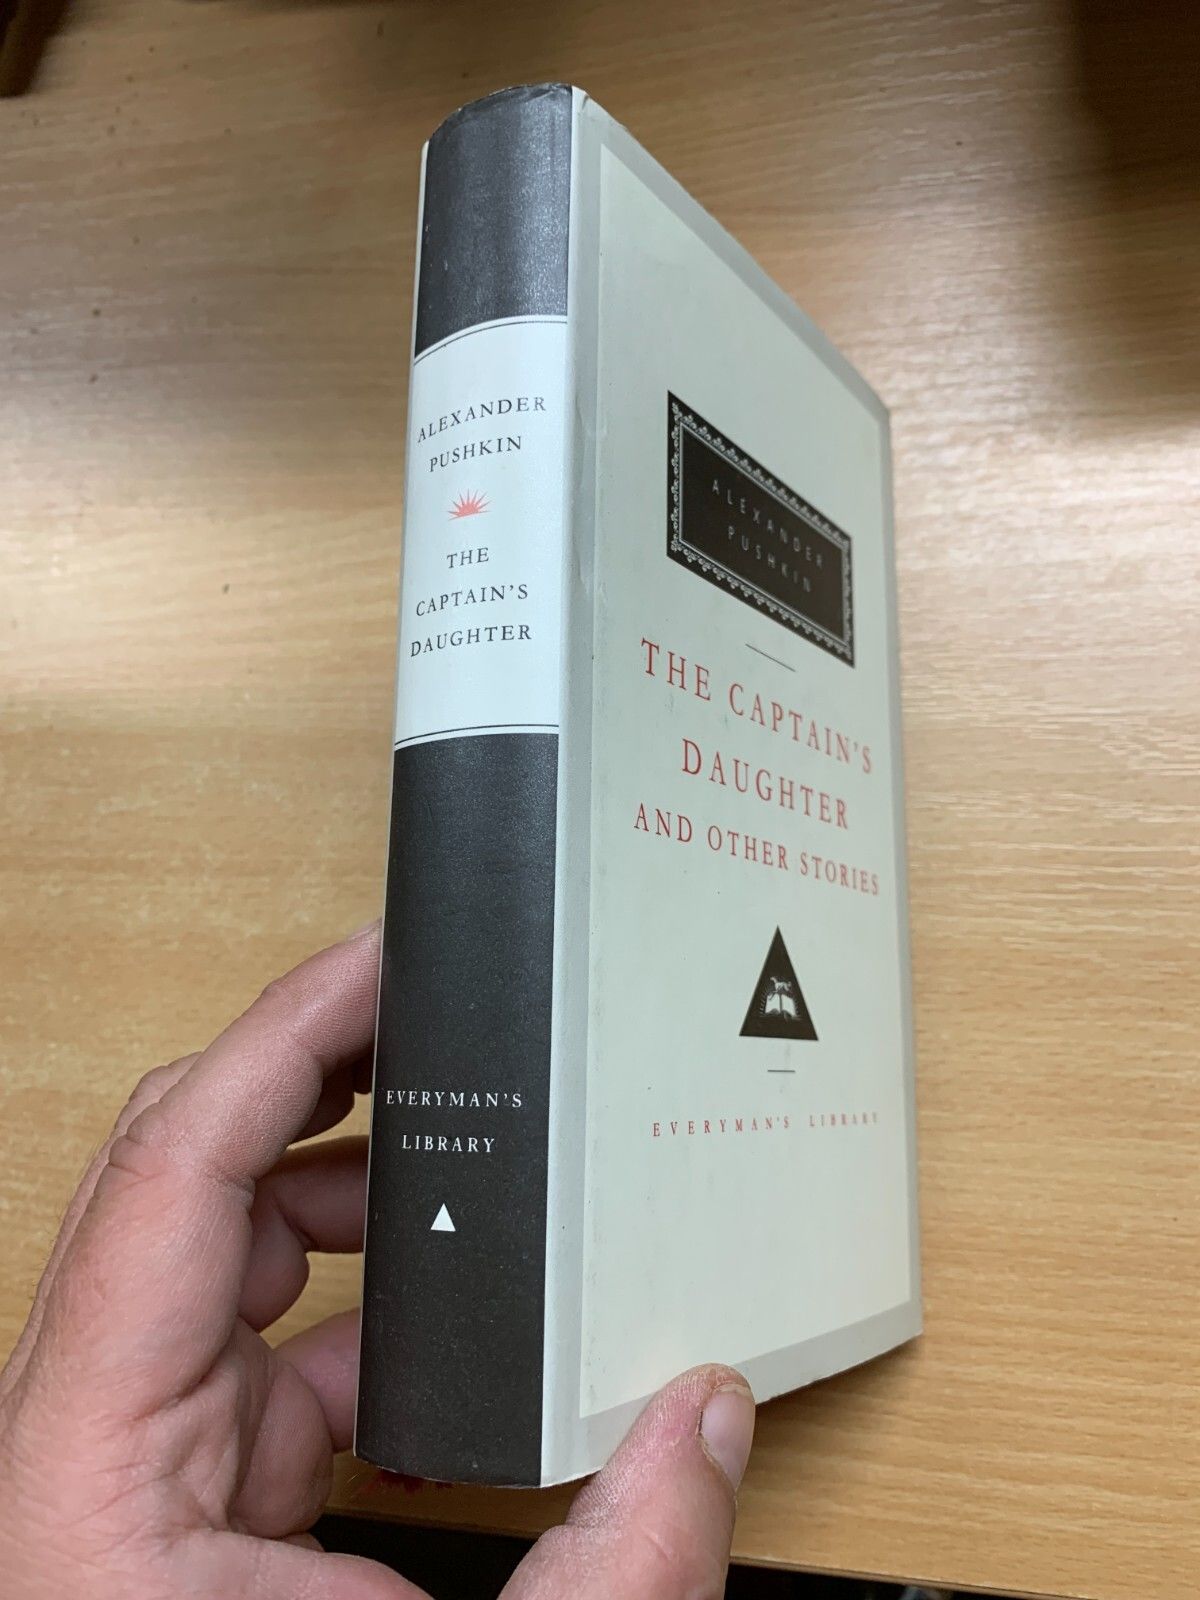 ALEXANDER
PUSHKIN
THE
CAPTAIN'S
DAUGHTER
EVERYMAN'S
LIBRARY
ALEXANDER
PUSHKIN
THE CAPTAIN'S
DAUGHTER
AND OTHER STORIES
EVERYMAN'S LIBRARY